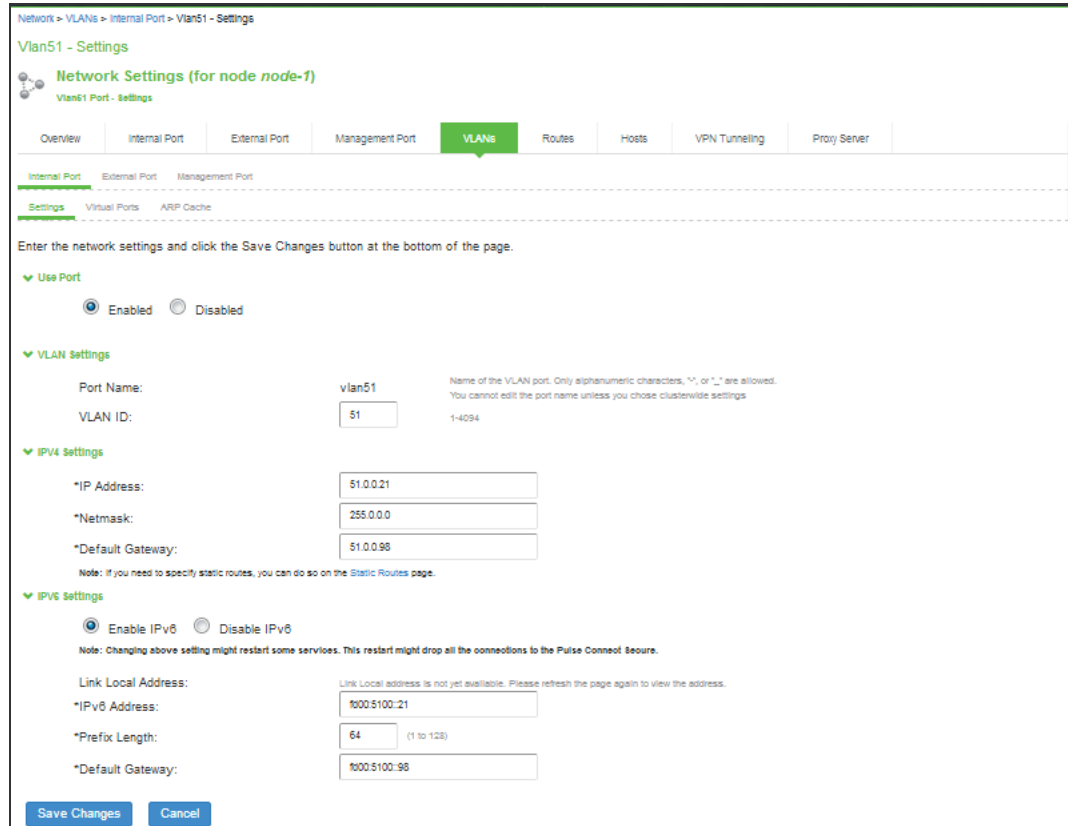 Network > VLANs > Internal Port > Vlan51 - Settings
Vlan51 - Settings
Network Settings (for node node-1)
Vlan51 Port - Settings
Overview Internal Port External Port Management Port VLANs Routes Hosts VPN Tunneling Proxy Server
Internal Port External Port Management Port
Settings Virtual Ports ARP Cache
Enter the network settings and click the Save Changes button at the bottom of the page.
Use Port
Enabled Disabled
VLAN Settings
Port Name: vlan51 Name of the VLAN port. Only alphanumeric characters, "-", or "_" are allowed.
You cannot edit the port name unless you chose clusterwide settings
VLAN ID: 51 1-4094
IPV4 Settings
*IP Address: 51.0.0.21
*Netmask: 255.0.0.0
*Default Gateway: 51.0.0.98
Note: If you need to specify static routes, you can do so on the Static Routes page.
IPV6 Settings
Enable IPv6 Disable IPv6
Note: Changing above setting might restart some services. This restart might drop all the connections to the Pulse Connect Secure.
Link Local Address: Link Local address is not yet available. Please refresh the page again to view the address.
*IPv6 Address: fd00:5100::21
*Prefix Length: 64 (1 to 128)
*Default Gateway: fd00:5100::98
Save Changes Cancel